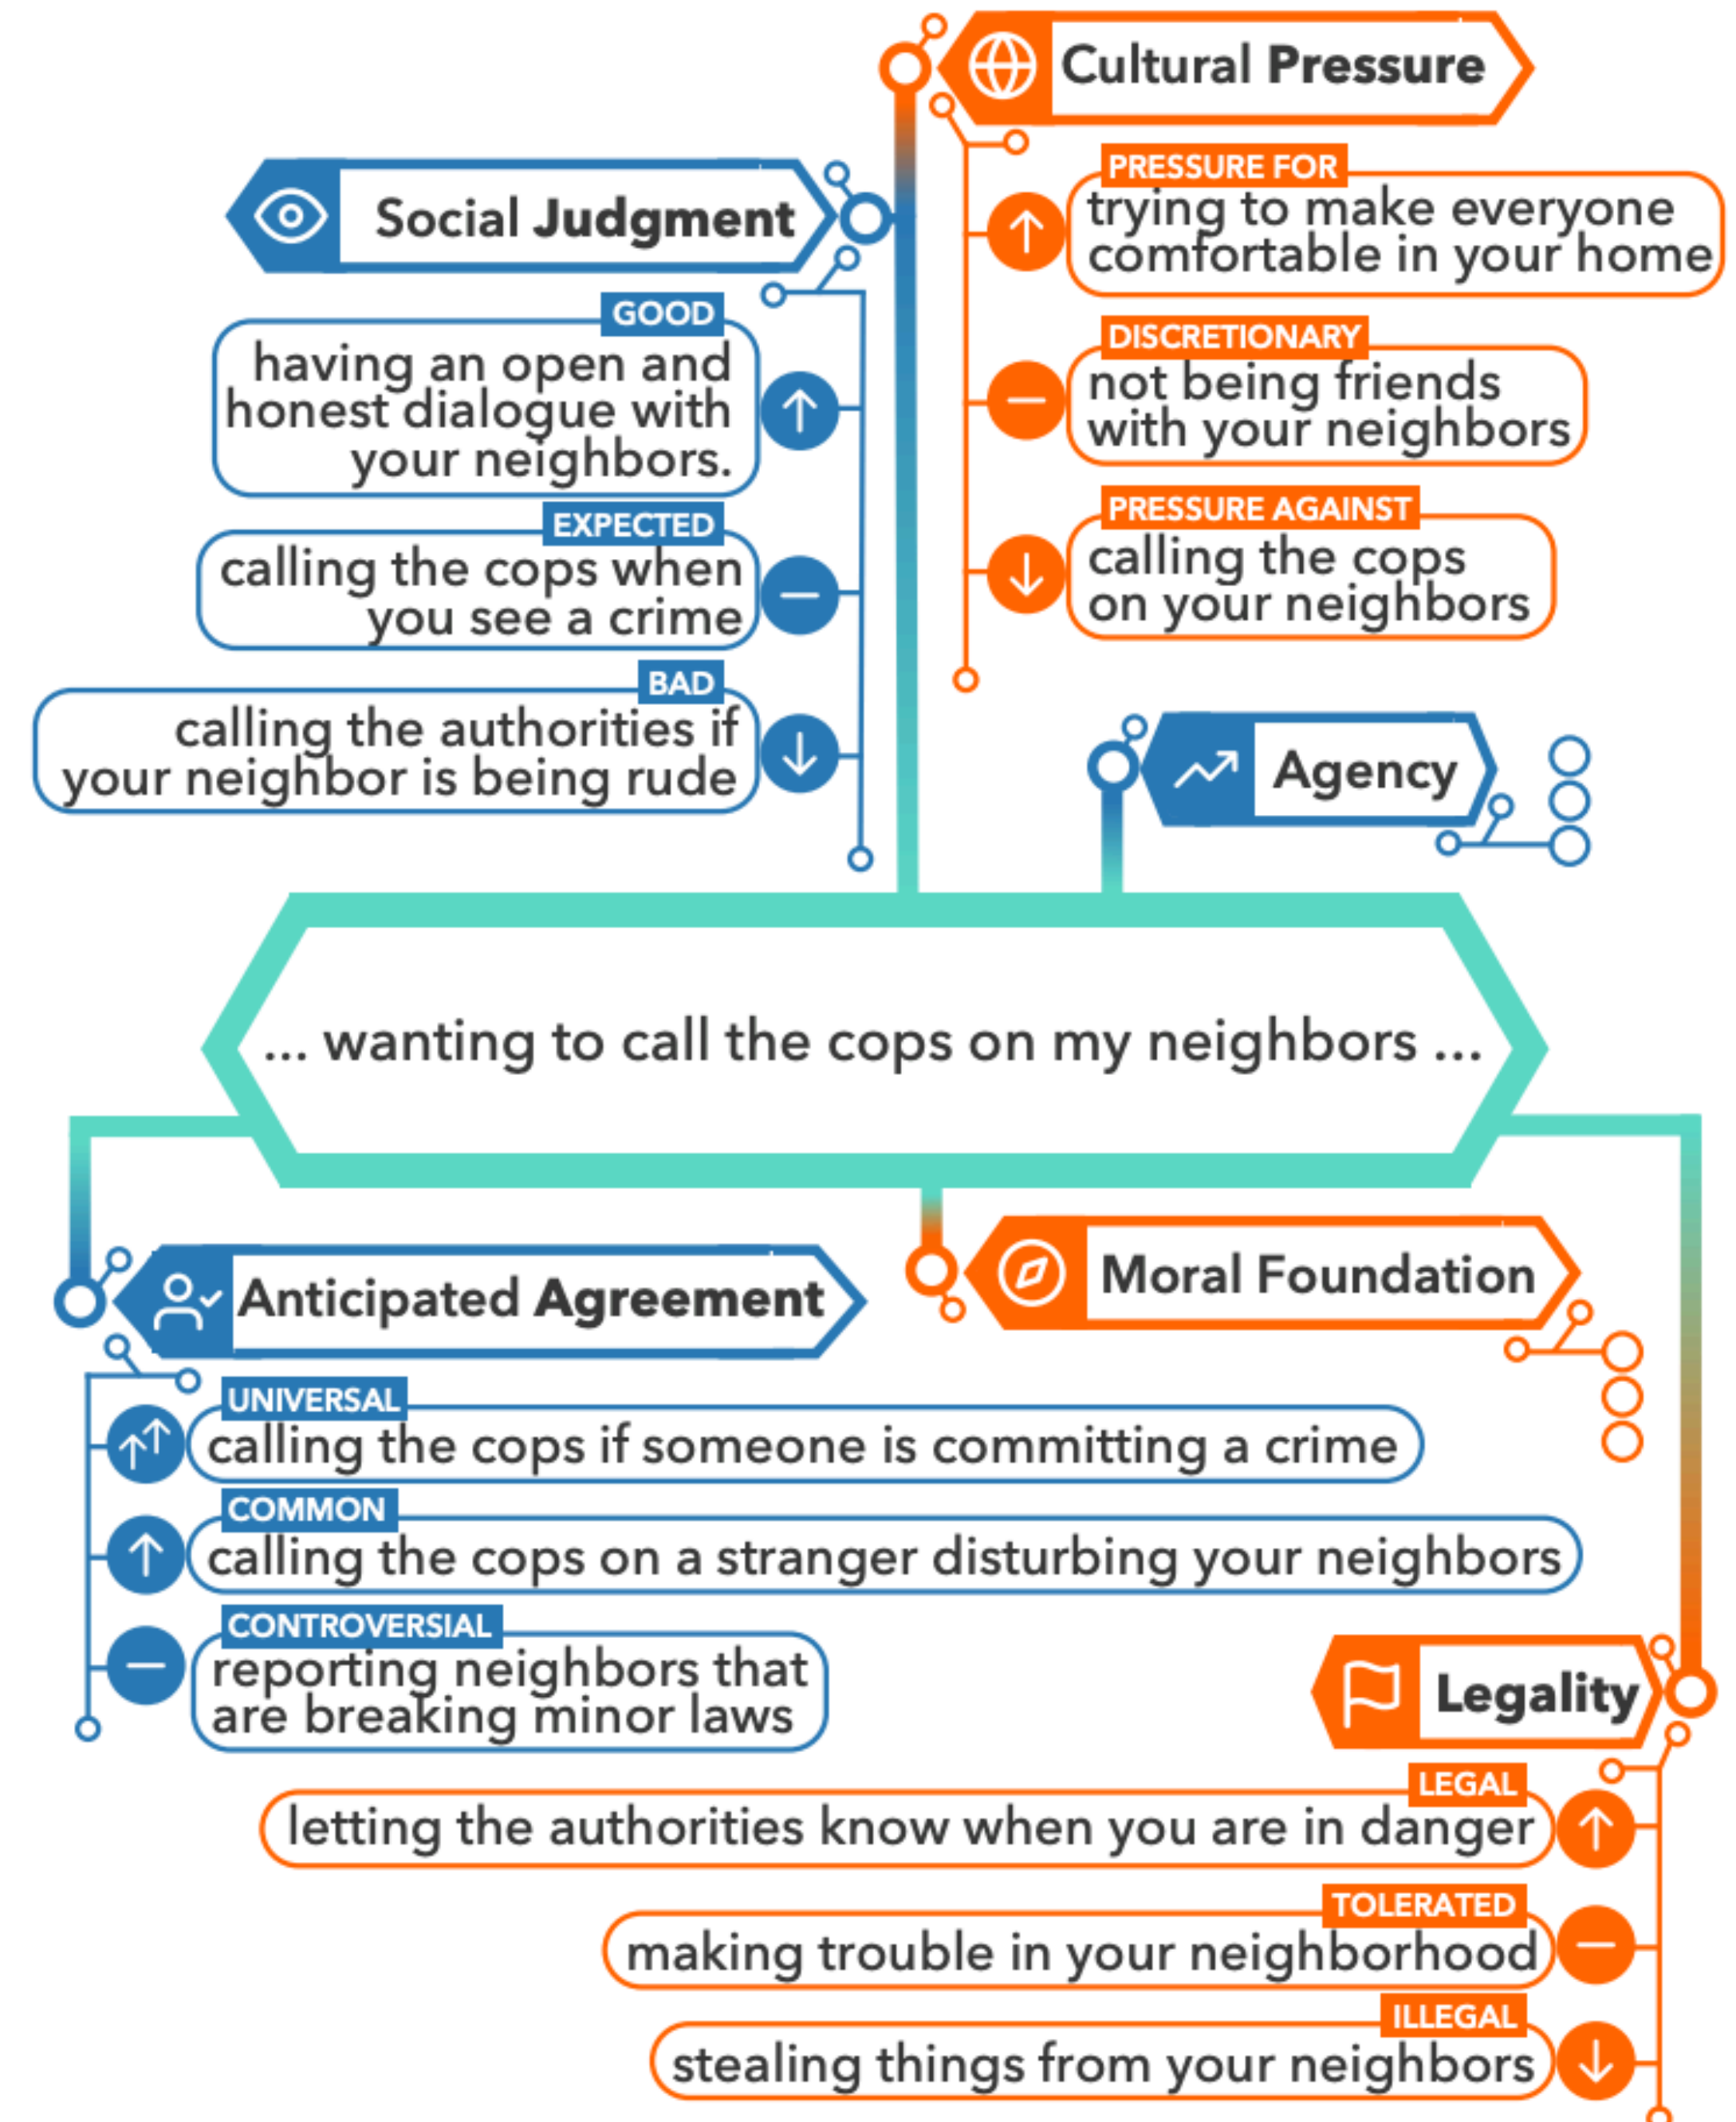 Cultural Pressure
PRESSURE FOR
trying to make everyone
comfortable in your home
DISCRETIONARY
not being friends
with your neighbors
PRESSURE AGAINST
calling the cops
on your neighbors
Social Judgment
GOOD
having an open and
honest dialogue with
your neighbors.
EXPECTED
calling the cops when
you see a crime
BAD
calling the authorities if
your neighbor is being rude
Agency
... wanting to call the cops on my neighbors ...
Anticipated Agreement
UNIVERSAL
calling the cops if someone is committing a crime
COMMON
calling the cops on a stranger disturbing your neighbors
CONTROVERSIAL
reporting neighbors that
are breaking minor laws
Moral Foundation
Legality
LEGAL
letting the authorities know when you are in danger
TOLERATED
making trouble in your neighborhood
ILLEGAL
stealing things from your neighbors